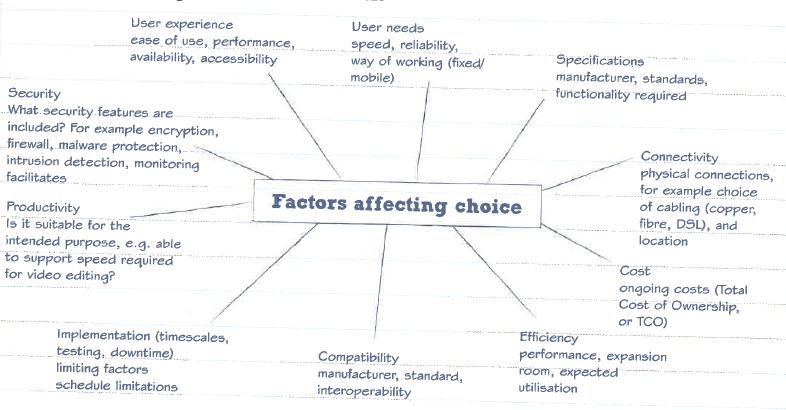 User experience
ease of use, performance,
availability, accessibility
User needs
speed, reliability,
way of working (fixed/
mobile)
Specifications
manufacturer, standards,
functionality required
Security
What security features are
included? For example encryption,
firewall, malware protection,
intrusion detection, monitoring
facilitates
Connectivity
physical connections,
for example choice
of cabling (copper,
fibre, DSL), and
location
Factors affecting choice
Productivity
Is it suitable for the
intended purpose, e.g. able
to support speed required
for video editing?
Cost
ongoing costs (Total
Cost of Ownership,
or TCO)
Implementation (timescales,
testing, downtime)
limiting factors
schedule limitations
Compatibility
manufacturer, standard,
interoperability
Efficiency
performance, expansion
room, expected
utilisation